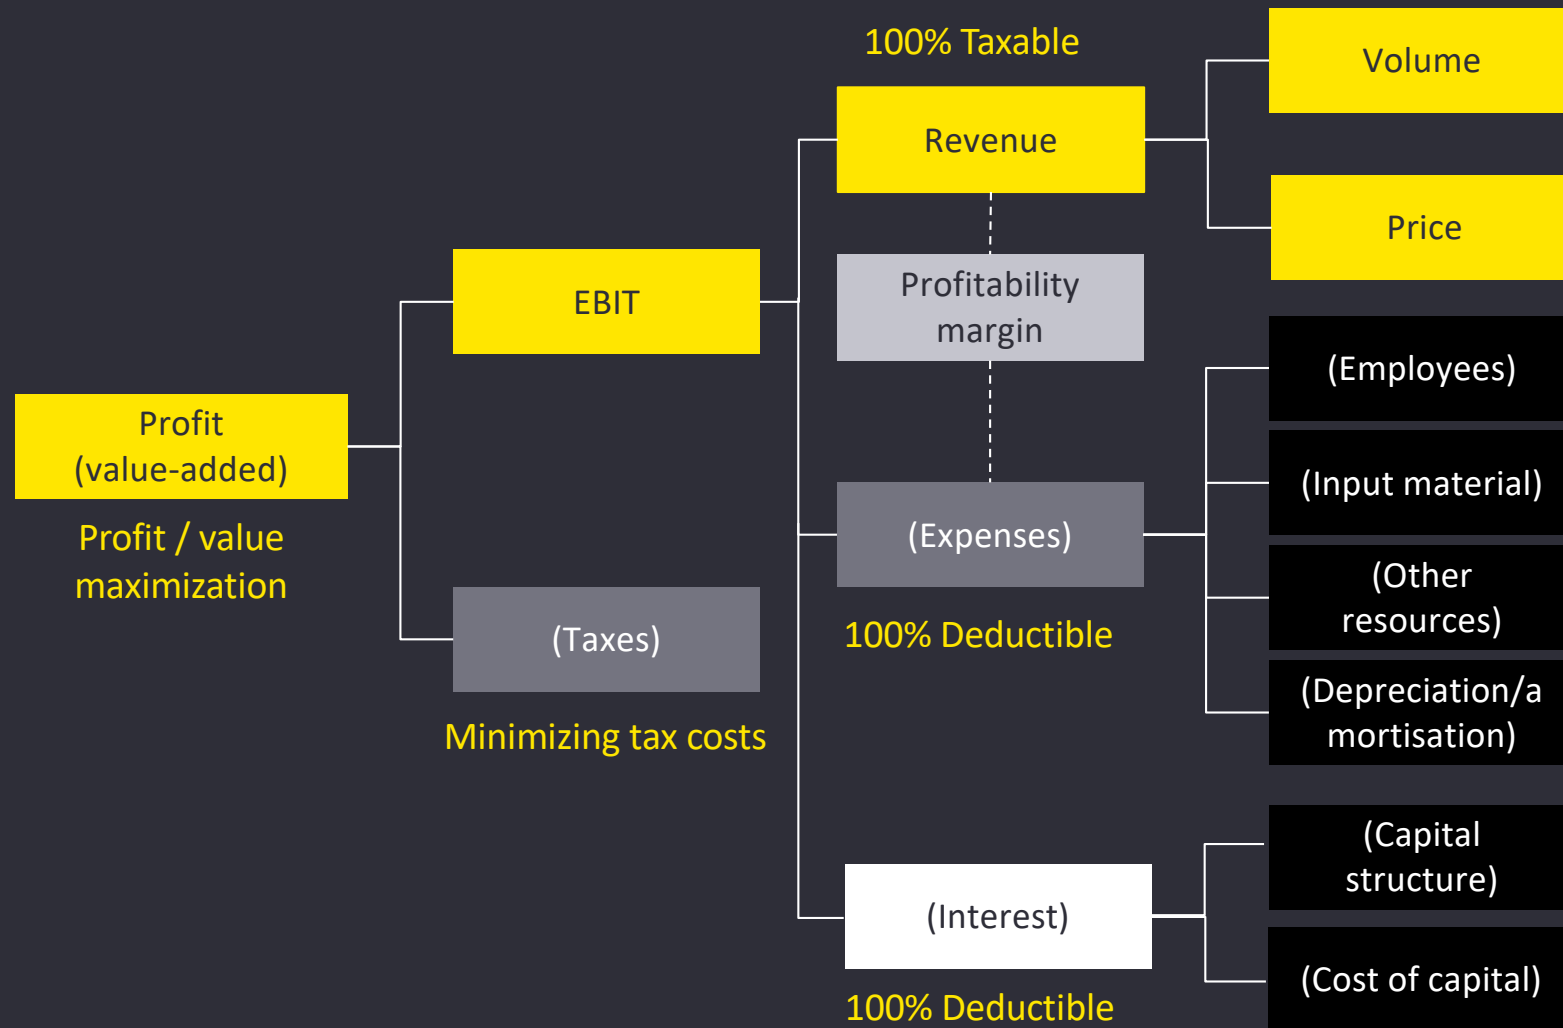 100% Taxable
Volume
Revenue
Price
EBIT
Profitability
margin
(Employees)
Profit
(value-added)
(Input material)
Profit / value
maximization
(Expenses)
(Other
resources)
(Taxes)
100% Deductible
(Depreciation/a
mortisation)
Minimizing tax costs
(Capital
structure)
(Interest)
(Cost of capital)
100% Deductible